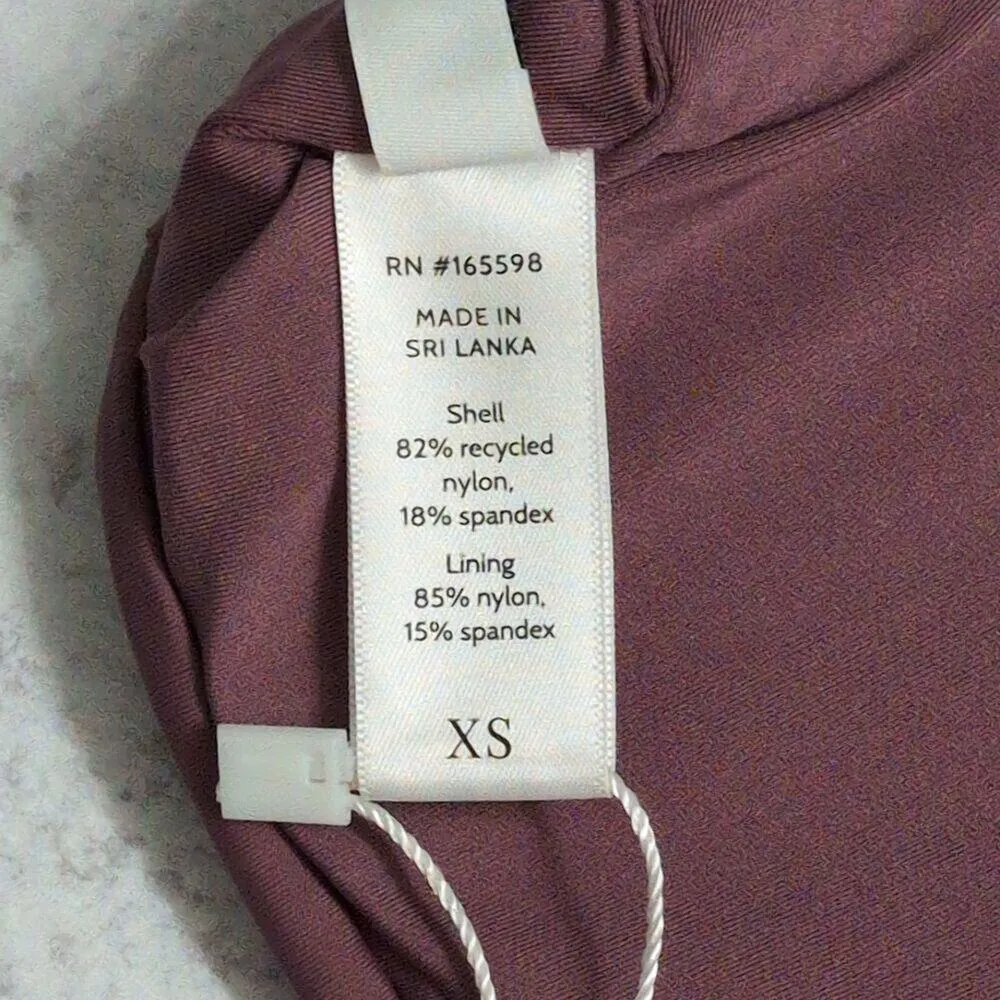 RN #165598
MADE IN
SRI LANKA
Shell
82% recycled
nylon,
18% spandex
Lining
85% nylon,
15% spandex
XS